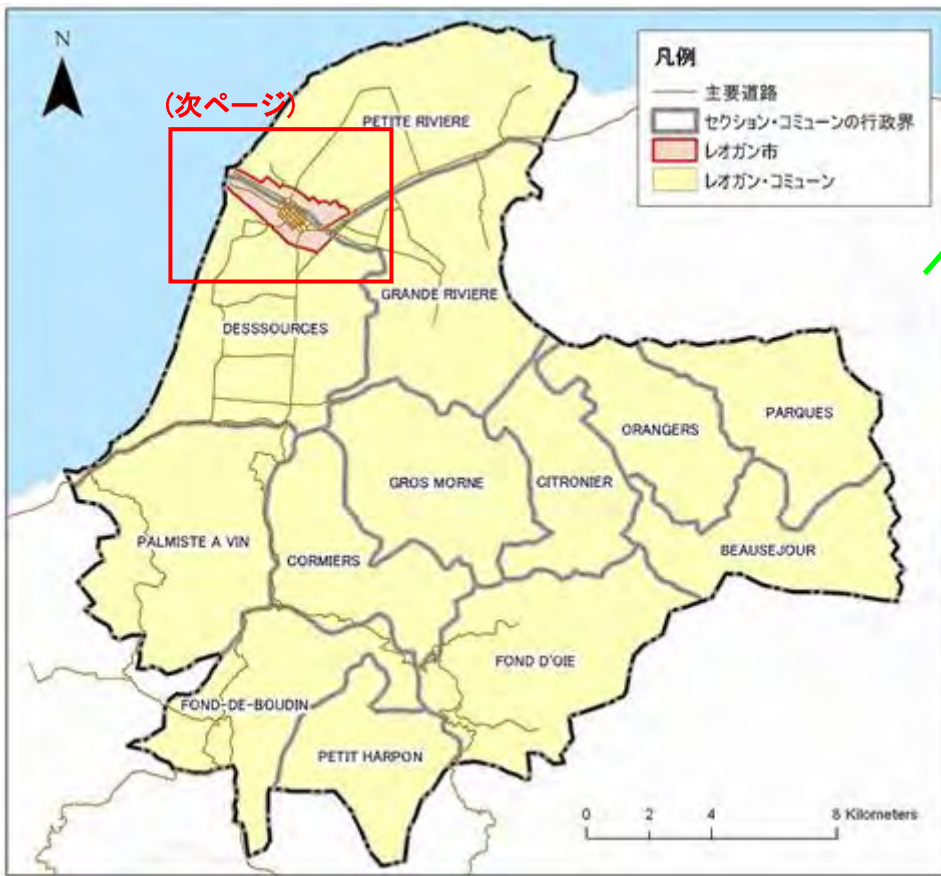 N
(次ページ)
凡例
主要道路
セクション・コミューンの行政界
レオガン市
レオガン・コミューン
PETITE RIVIERE
GRANDE RIVIERE
DESSSOURCES
PARQUES
ORANGERS
GROS MORNE
CITRONIER
PALMISTE A VIN
CORMIERS
BEAUSEJOUR
FOND D'OIE
FOND-DE-BOUDIN
PETIT HARPON
0 2 4 8 Kilometers